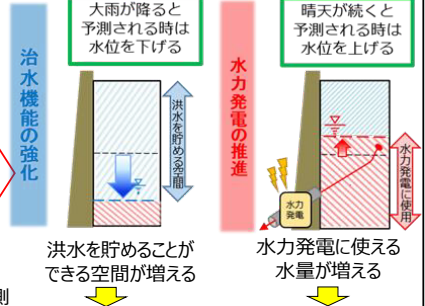 治水機能の強化
大雨が降ると
予測される時は
水位を下げる
洪水を貯める空間
洪水を貯めることが
できる空間が増える
水力発電の推進
晴天が続くと
予測される時は
水位を上げる
水力発電に使用
水力
発電
水力発電に使える
水量が増える
測